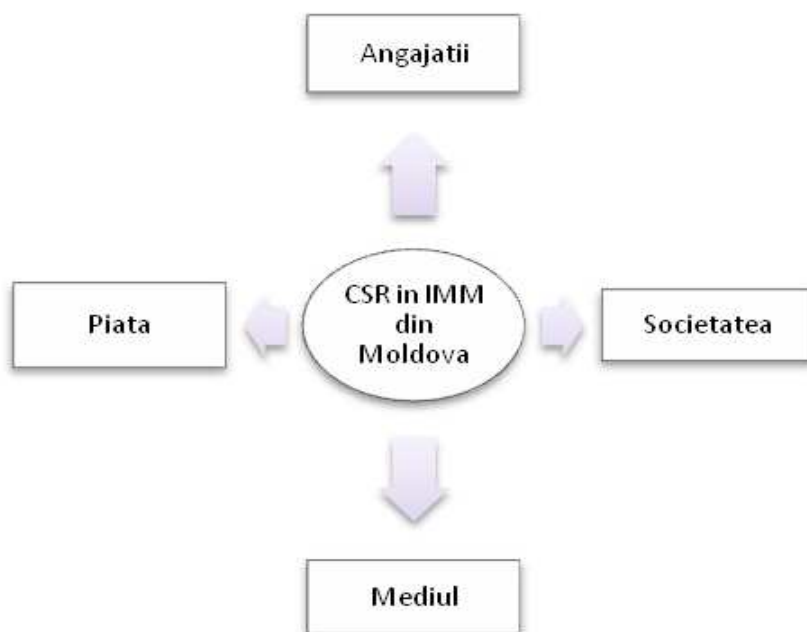 Angajatii
Piata
CSR in IMM
din
Moldova
Societatea
Mediul